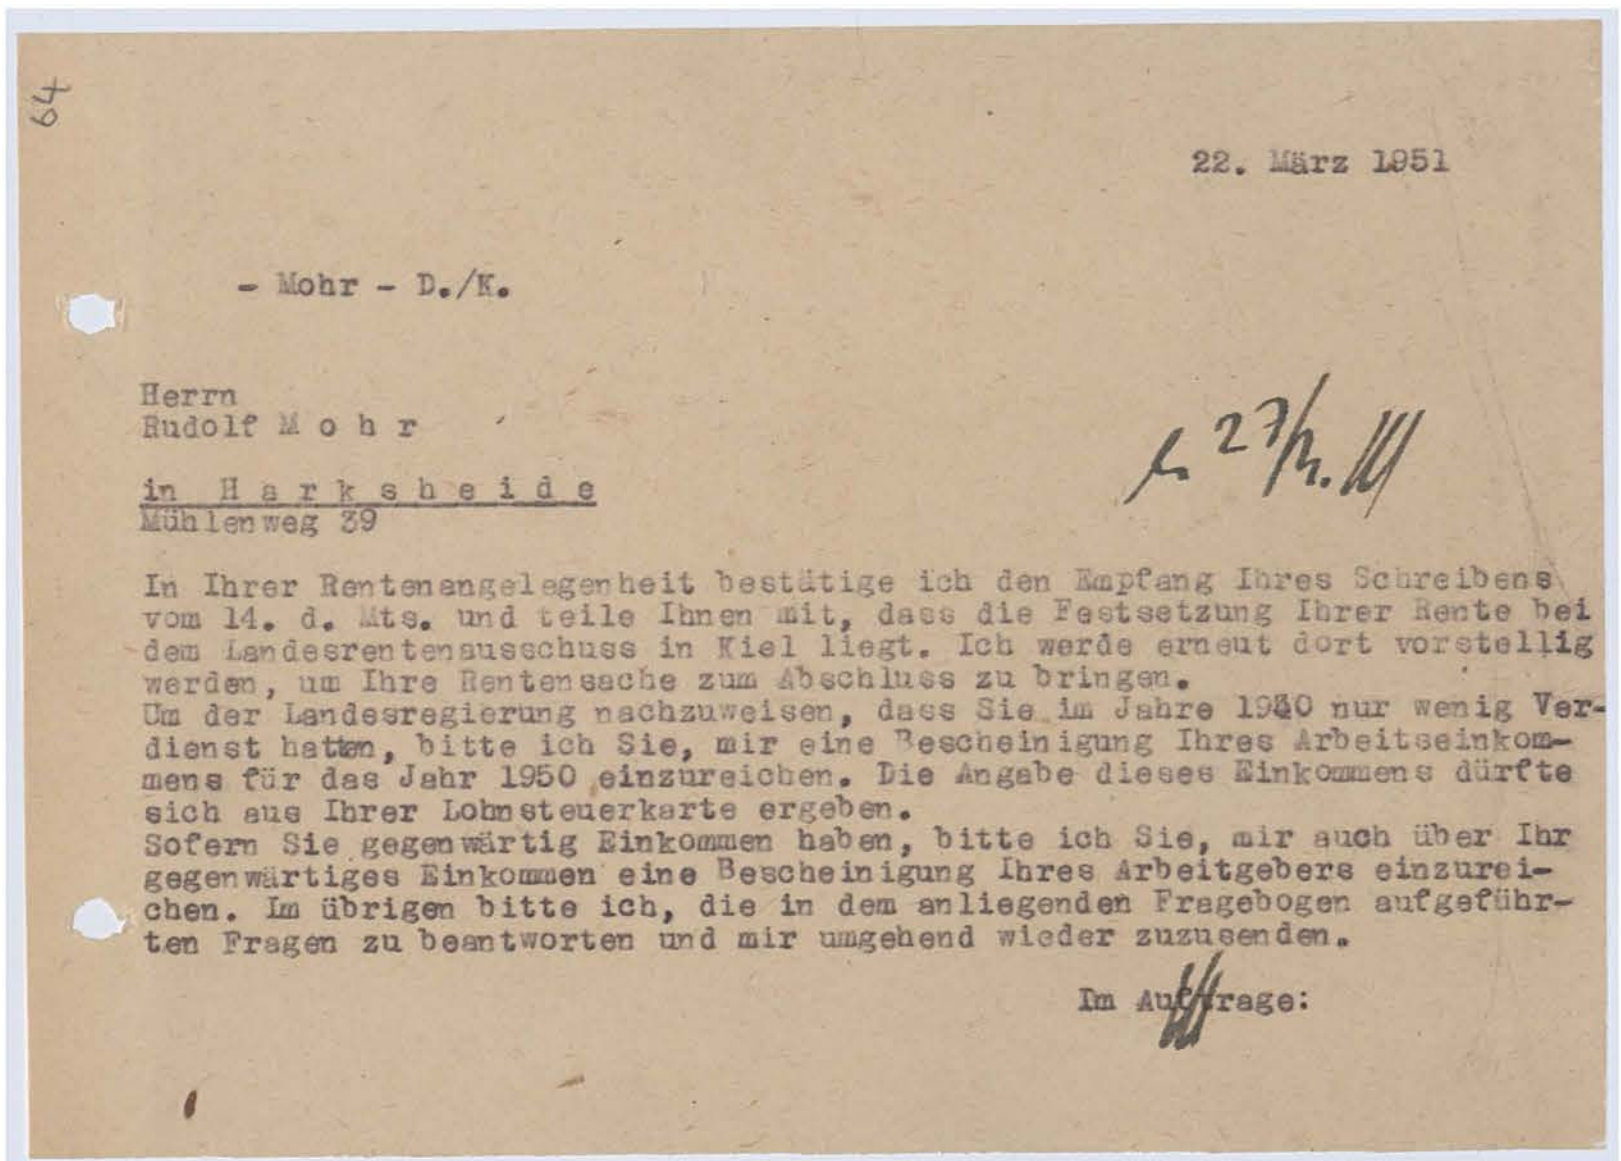 64
22. März 1951
- Mohr - D./K.
Herrn
Rudolf M o h r
in H a r k s h e i d e
Mühlenweg 39
27/
In Ihrer Rentenangelegenheit bestätige ich den Empfang Ihres Schreibens
vom 14. d. Mts. und teile Ihnen mit, dass die Festsetzung Ihrer Rente bei
dem Landesrentenausschuss in Kiel liegt. Ich werde erneut dort vorstellig
werden, um Ihre Rentensache zum Abschluss zu bringen.
Um der Landesregierung nachzuweisen, dass Sie im Jahre 1950 nur wenig Ver-
dienst hatten, bitte ich Sie, mir eine Bescheinigung Ihres Arbeitseinkom-
mens für das Jahr 1950 einzureichen. Die Angabe dieses Einkommens dürfte
sich aus Ihrer Lohnsteuerkarte ergeben.
Sofern Sie gegenwärtig Einkommen haben, bitte ich Sie, mir auch über Ihr
gegenwärtiges Einkommen eine Bescheinigung Ihres Arbeitgebers einzurei-
chen. Im übrigen bitte ich, die in dem anliegenden Fragebogen aufgeführ-
ten Fragen zu beantworten und mir umgehend wieder zuzusenden.
Im Auftrage: